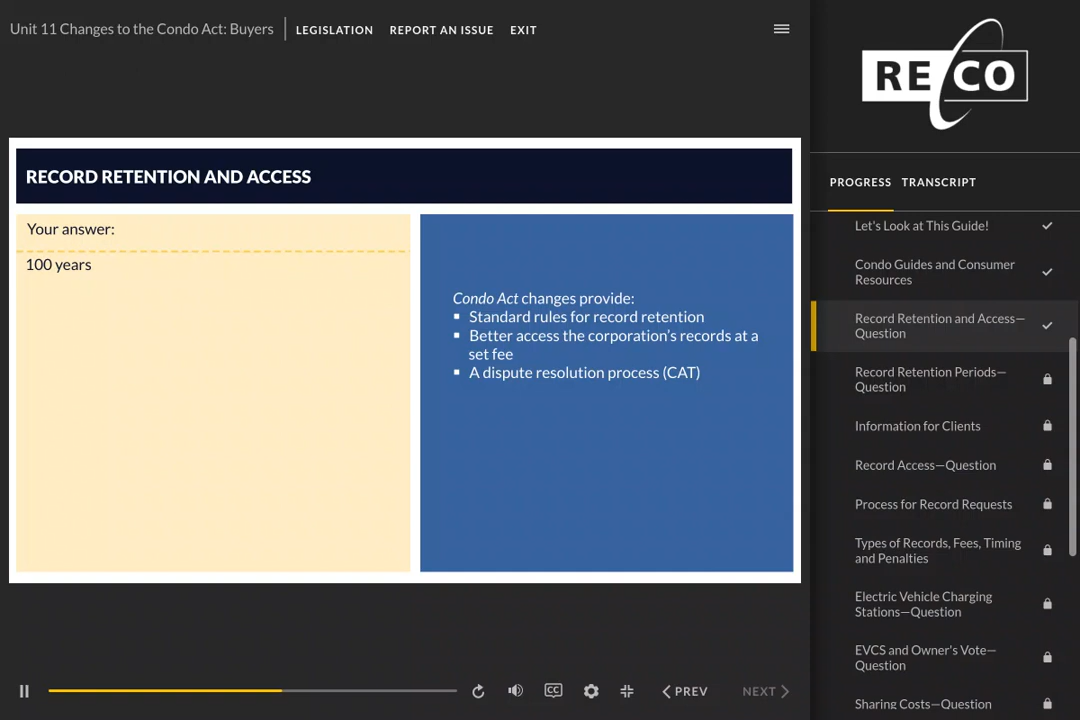 Unit 11 Changes to the Condo Act: Buyers
LEGISLATION
REPORT AN ISSUE
EXIT
RECORD RETENTION AND ACCESS
Your answer:
100 years
Condo Act changes provide:
▪ Standard rules for record retention
▪ Better access the corporation's records at a
set fee
▪ A dispute resolution process (CAT)
CC
PREV
NEXT
RECO
PROGRESS
TRANSCRIPT
Let's Look at This Guide!
Condo Guides and Consumer
Resources
Record Retention and Access—
Question
Record Retention Periods—
Question
Information for Clients
Record Access—Question
Process for Record Requests
Types of Records, Fees, Timing
and Penalties
Electric Vehicle Charging
Stations—Question
EVCS and Owner's Vote—
Question
Sharing Costs—Question